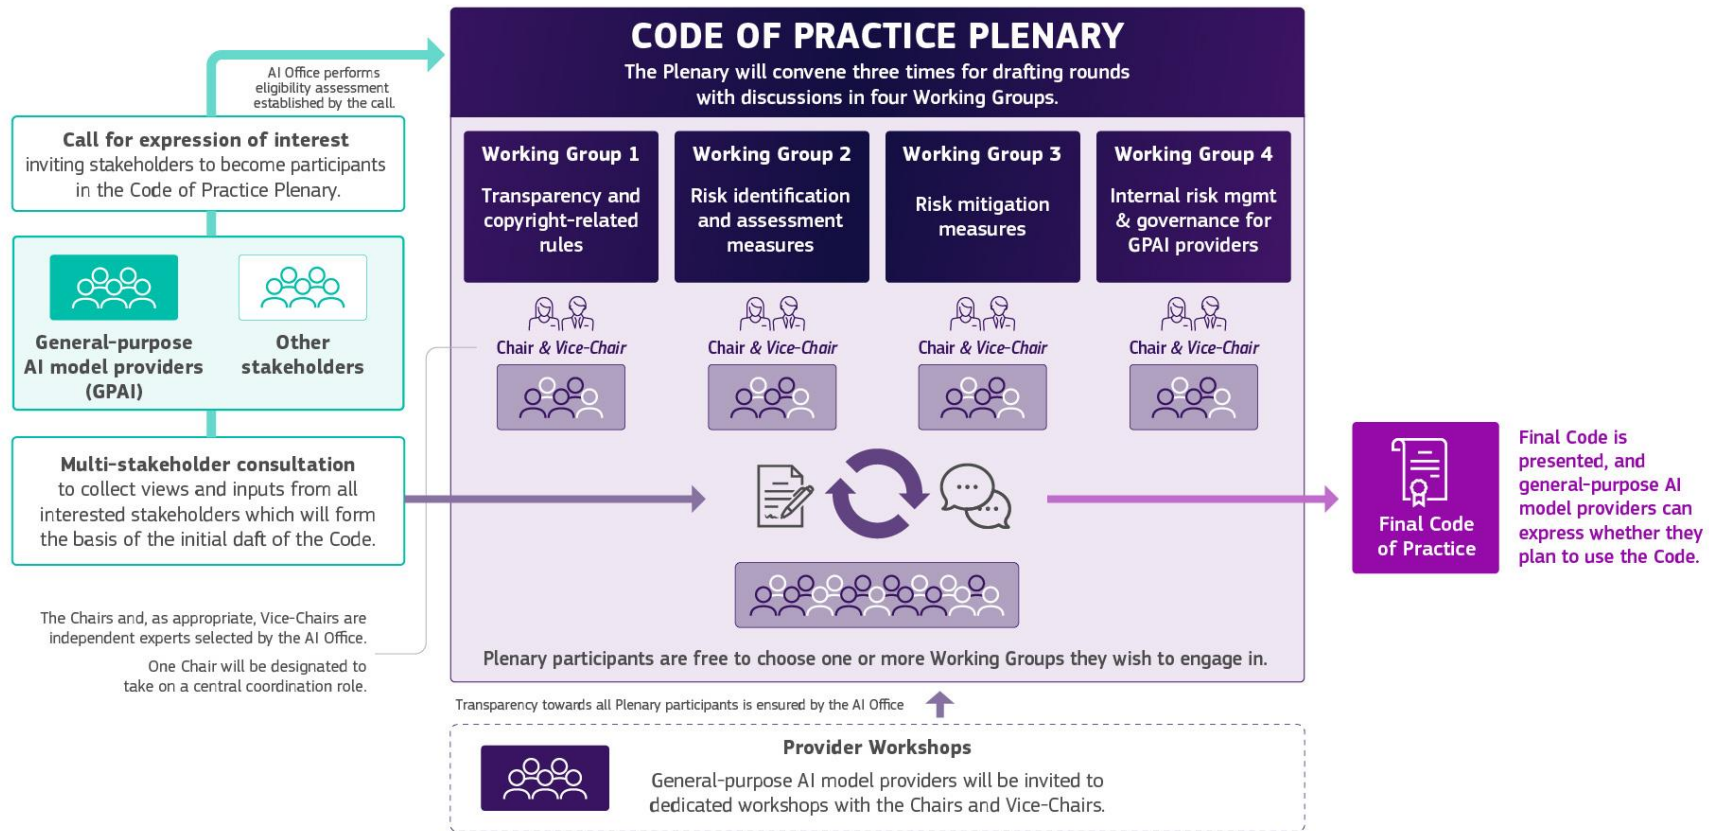 CODE OF PRACTICE PLENARY
The Plenary will convene three times for drafting rounds
with discussions in four Working Groups.
AI Office performs
eligibility assessment
established by the call.
Call for expression of interest
inviting stakeholders to become participants
in the Code of Practice Plenary.
General-purpose
AI model providers
(GPAI)
Other
stakeholders
Multi-stakeholder consultation
to collect views and inputs from all
interested stakeholders which will form
the basis of the initial daft of the Code.
The Chairs and, as appropriate, Vice-Chairs are
independent experts selected by the AI Office.
One Chair will be designated to
take on a central coordination role.
Working Group 1
Transparency and
copyright-related
rules
Working Group 2
Risk identification
and assessment
measures
Working Group 3
Risk mitigation
measures
Working Group 4
Internal risk mgmt
& governance for
GPAI providers
Chair & Vice-Chair
Chair & Vice-Chair
Chair & Vice-Chair
Chair & Vice-Chair
Plenary participants are free to choose one or more Working Groups they wish to engage in.
Transparency towards all Plenary participants is ensured by the AI Office
Provider Workshops
General-purpose AI model providers will be invited to
dedicated workshops with the Chairs and Vice-Chairs.
Final Code
of Practice
Final Code is
presented, and
general-purpose AI
model providers can
express whether they
plan to use the Code.